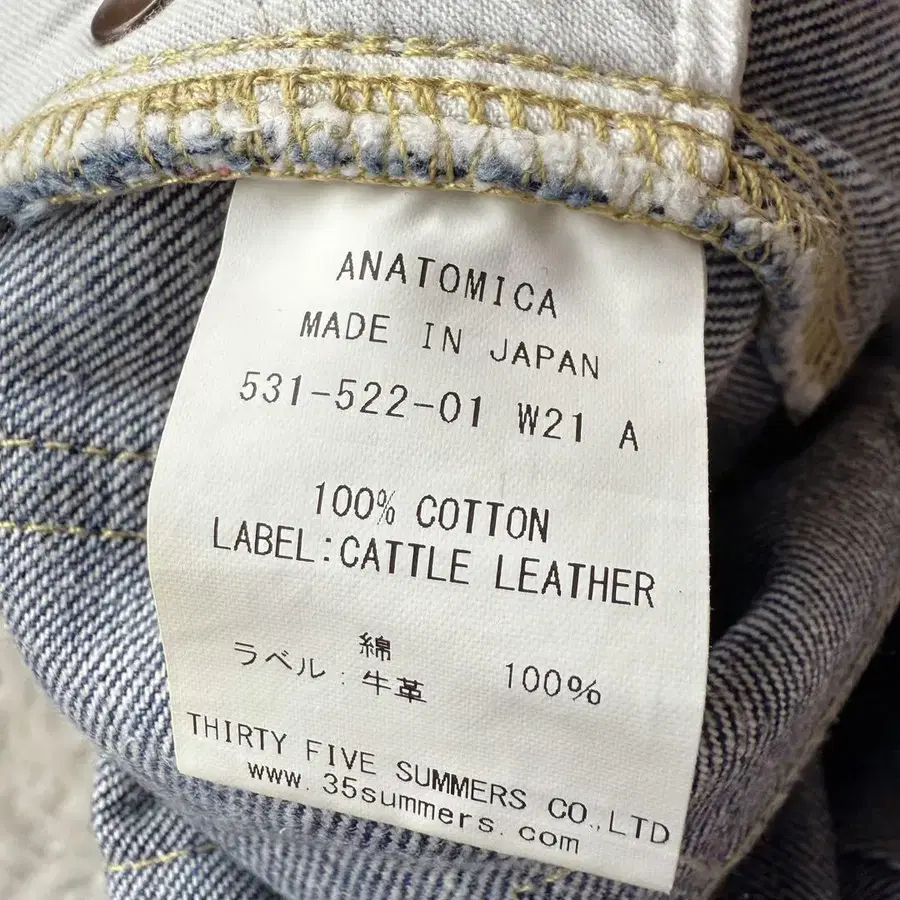 ANATOMICA
MADE IN JAPAN
531-522-01 W21 A
100% COTTON
LABEL:CATTLE LEATHER
綿 100%
ラベル:牛革
THIRTY FIVE SUMMERS CO.,LTD
www.35summers.com